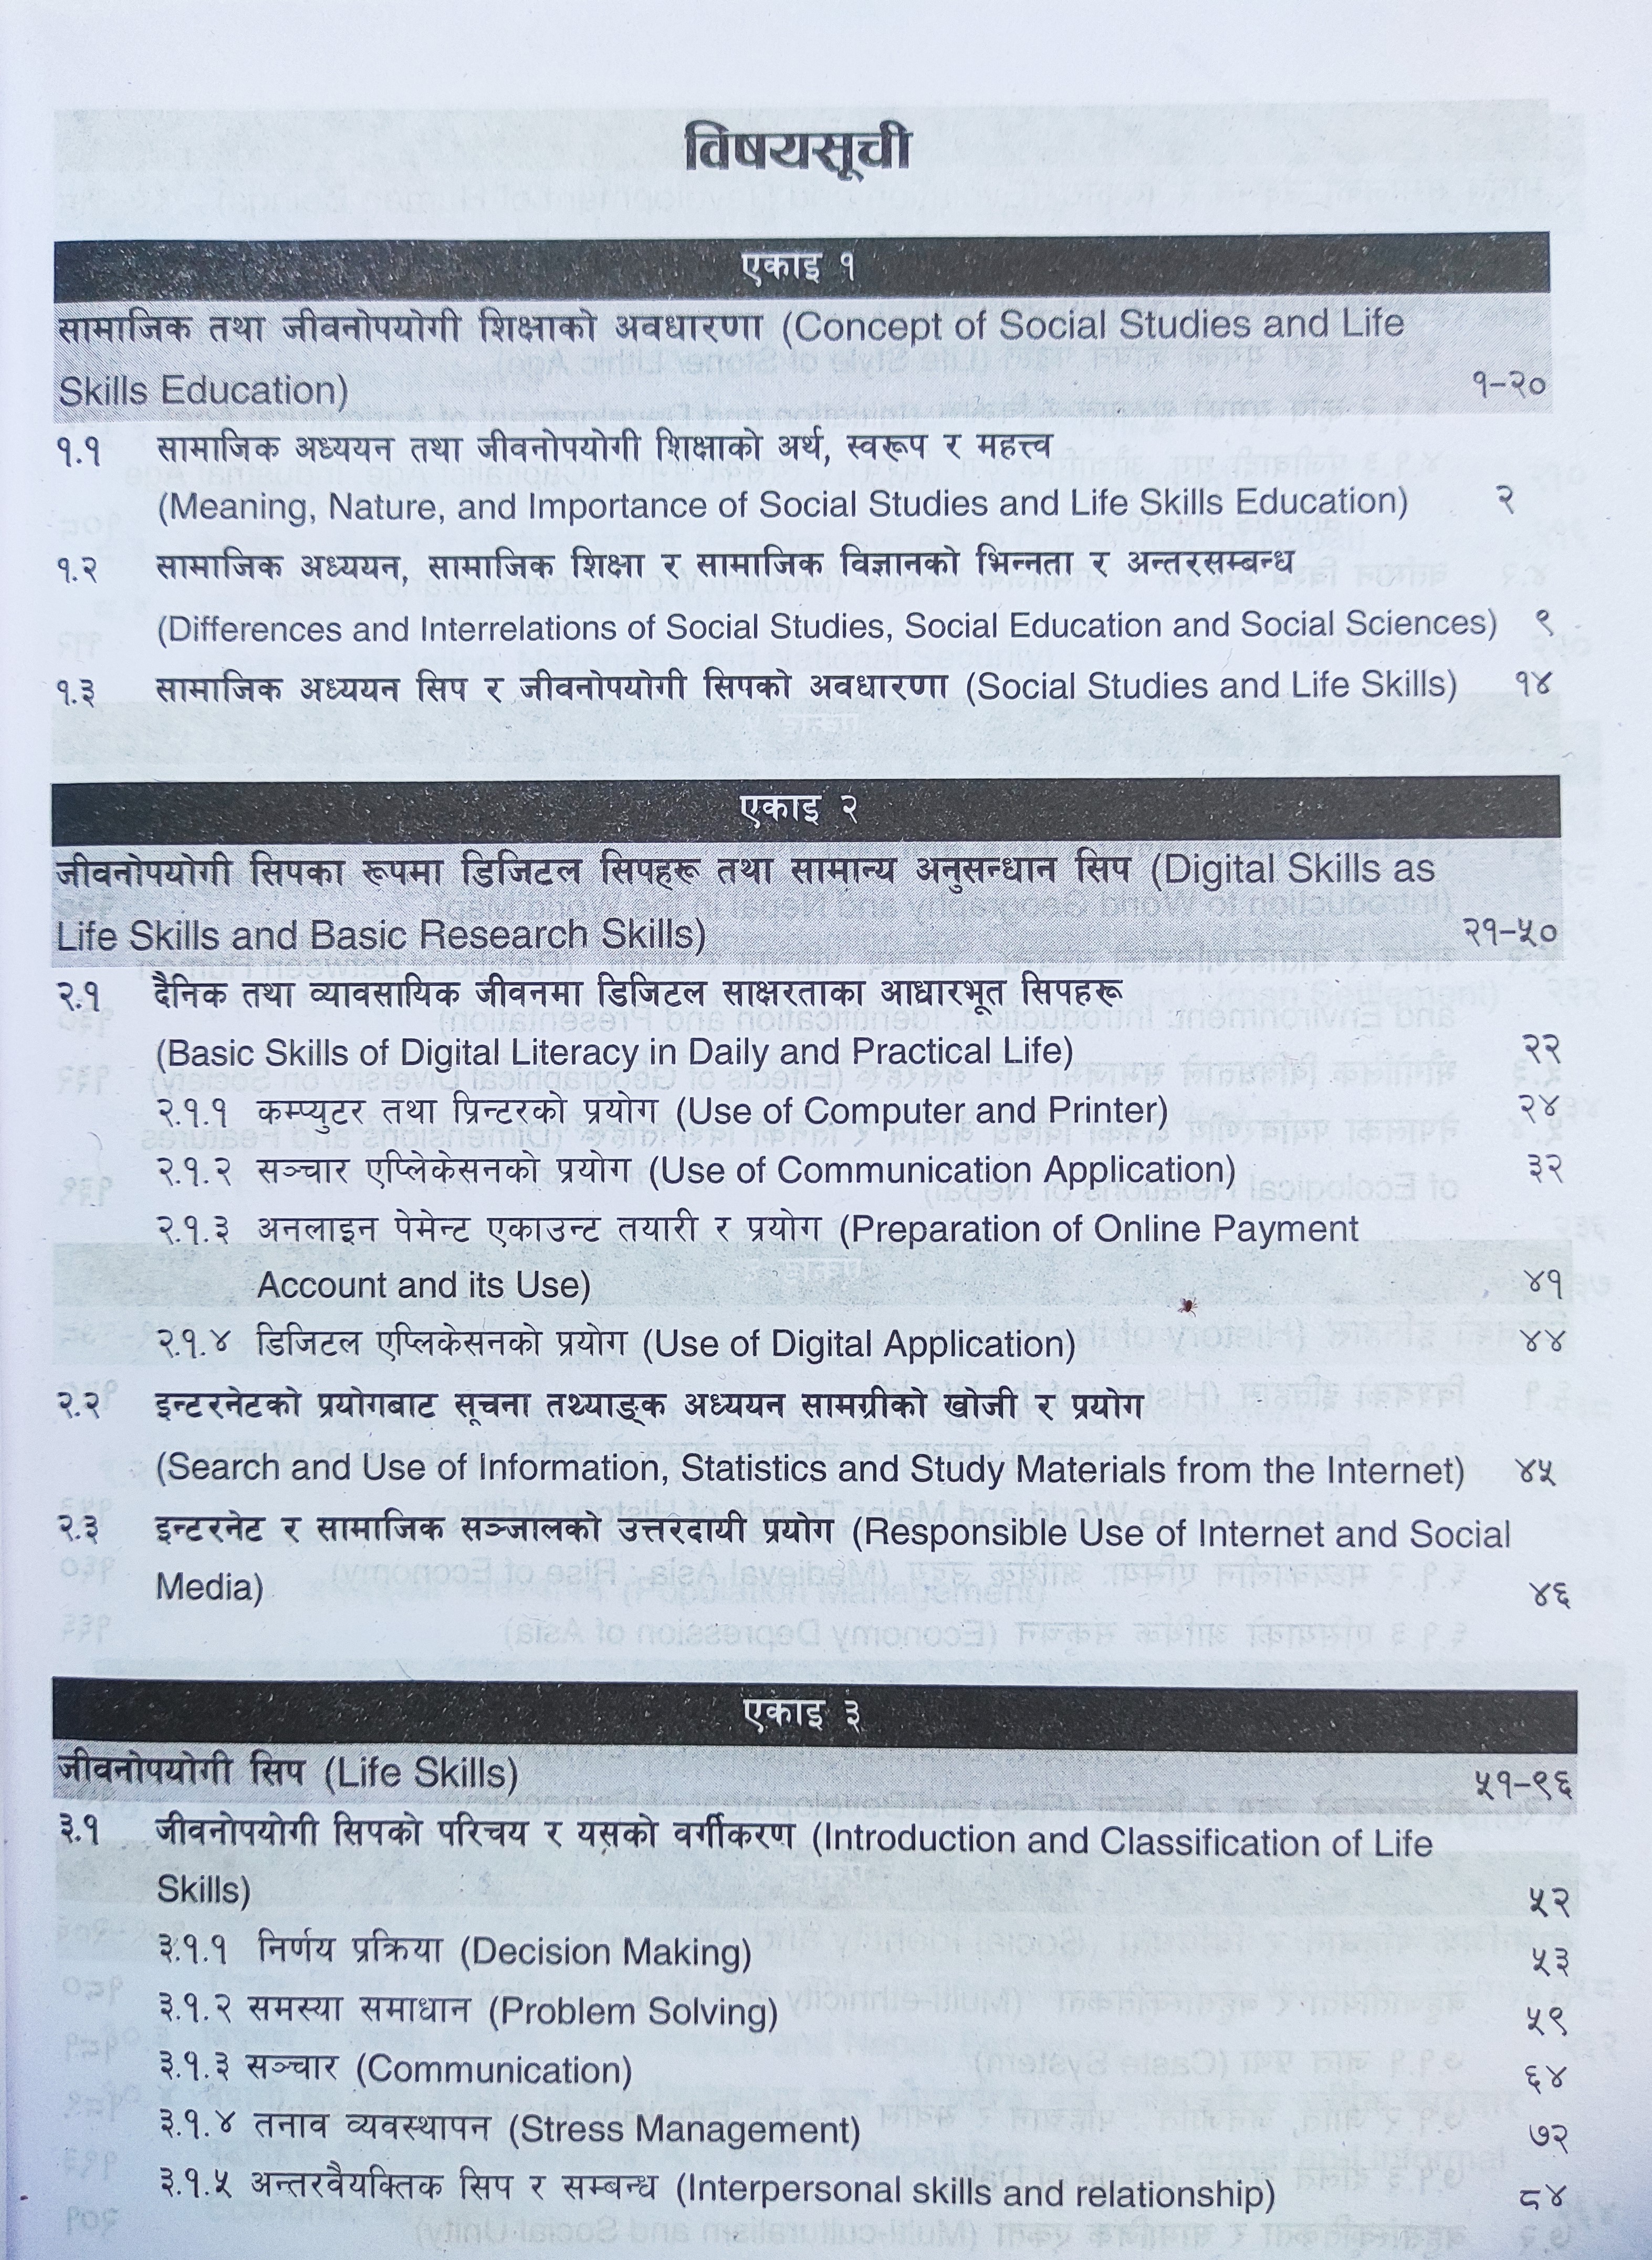 विषयसूची
एकाइ १
सामाजिक तथा जीवनोपयोगी शिक्षाको अवधारणा (Concept of Social Studies and Life
Skills Education) १–२०
१.१ सामाजिक अध्ययन तथा जीवनोपयोगी शिक्षाको अर्थ, स्वरूप र महत्त्व
(Meaning, Nature, and Importance of Social Studies and Life Skills Education) २
१.२ सामाजिक अध्ययन, सामाजिक शिक्षा र सामाजिक विज्ञानको भिन्नता र अन्तरसम्बन्ध
(Differences and Interrelations of Social Studies, Social Education and Social Sciences) ९
१.३ सामाजिक अध्ययन सिप र जीवनोपयोगी सिपको अवधारणा (Social Studies and Life Skills) १४
एकाइ २
जीवनोपयोगी सिपका रूपमा डिजिटल सिपहरू तथा सामान्य अनुसन्धान सिप (Digital Skills as
Life Skills and Basic Research Skills) २१–५०
२.१ दैनिक तथा व्यावसायिक जीवनमा डिजिटल साक्षरताका आधारभूत सिपहरू
(Basic Skills of Digital Literacy in Daily and Practical Life) २२
२.१.१ कम्प्युटर तथा प्रिन्टरको प्रयोग (Use of Computer and Printer) २४
२.१.२ सञ्चार एप्लिकेसनको प्रयोग (Use of Communication Application) ३२
२.१.३ अनलाइन पेमेन्ट एकाउन्ट तयारी र प्रयोग (Preparation of Online Payment
Account and its Use) ४१
२.१.४ डिजिटल एप्लिकेसनको प्रयोग (Use of Digital Application) ४४
२.२ इन्टरनेटको प्रयोगबाट सूचना तथ्याङ्क अध्ययन सामग्रीको खोजी र प्रयोग
(Search and Use of Information, Statistics and Study Materials from the Internet) ४५
२.३ इन्टरनेट र सामाजिक सञ्जालको उत्तरदायी प्रयोग (Responsible Use of Internet and Social
Media) ४६
एकाइ ३
जीवनोपयोगी सिप (Life Skills) ५१–९६
३.१ जीवनोपयोगी सिपको परिचय र यसको वर्गीकरण (Introduction and Classification of Life
Skills) ५२
३.१.१ निर्णय प्रक्रिया (Decision Making) ५३
३.१.२ समस्या समाधान (Problem Solving) ५९
३.१.३ सञ्चार (Communication) ६४
३.१.४ तनाव व्यवस्थापन (Stress Management) ७२
३.१.५ अन्तरवैयक्तिक सिप र सम्बन्ध (Interpersonal skills and relationship) ८४